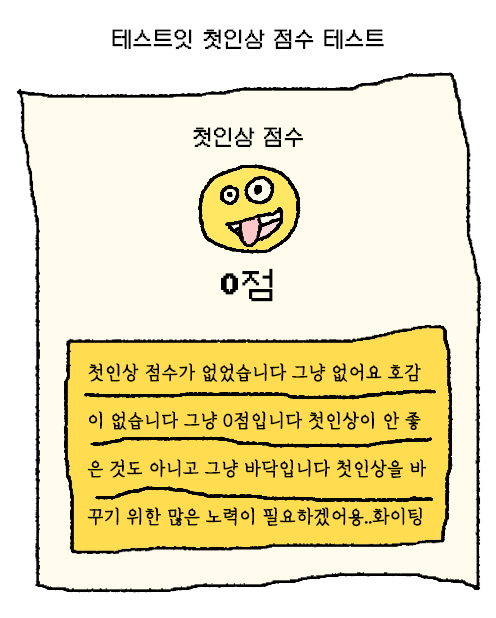 테스트잇 첫인상 점수 테스트
첫인상 점수
0점
첫인상 점수가 없었습니다 그냥 없어요 호감
이 없습니다 그냥 0점입니다 첫인상이 안 좋
은 것도 아니고 그냥 바닥입니다 첫인상을 바
꾸기 위한 많은 노력이 필요하겠어용..화이팅